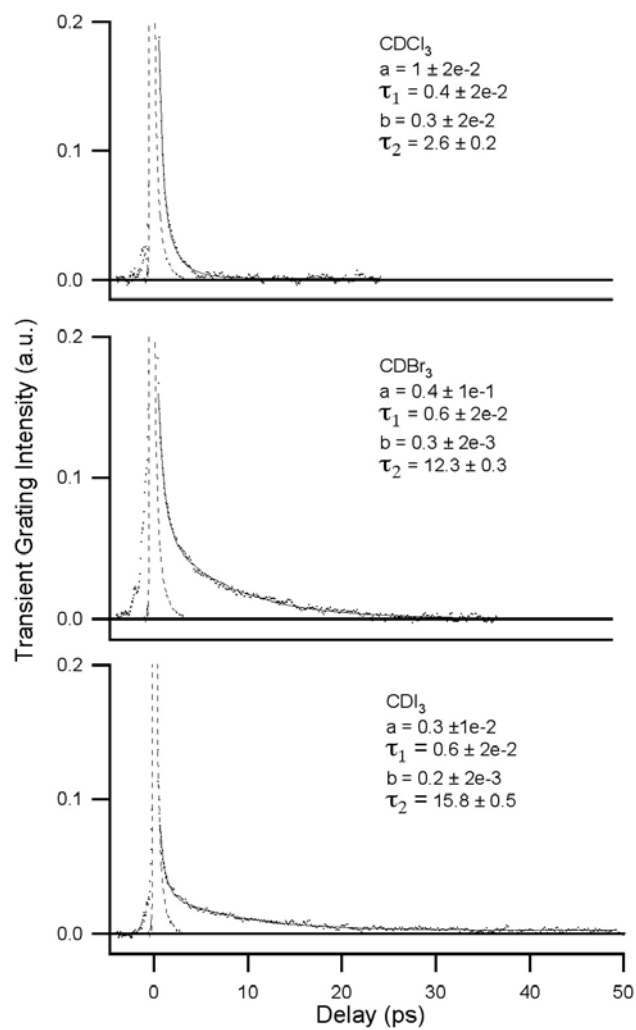 0.2
CDCl₃
a = 1 ± 2e-2
τ₁ = 0.4 ± 2e-2
b = 0.3 ± 2e-2
τ₂ = 2.6 ± 0.2
0.1
0.0
0.2
CDBr₃
a = 0.4 ± 1e-1
τ₁ = 0.6 ± 2e-2
b = 0.3 ± 2e-3
τ₂ = 12.3 ± 0.3
0.1
0.0
Transient Grating Intensity (a.u.)
0.2
CDI₃
a = 0.3 ±1e-2
τ₁ = 0.6 ± 2e-2
b = 0.2 ± 2e-3
τ₂ = 15.8 ± 0.5
0.1
0.0
0 10 20 30 40 50
Delay (ps)